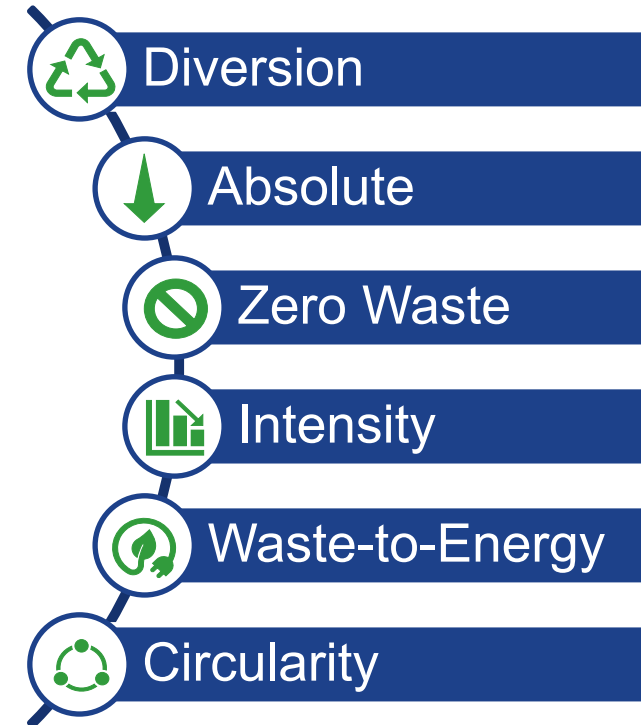 Diversion
Absolute
Zero Waste
Intensity
Waste-to-Energy
Circularity